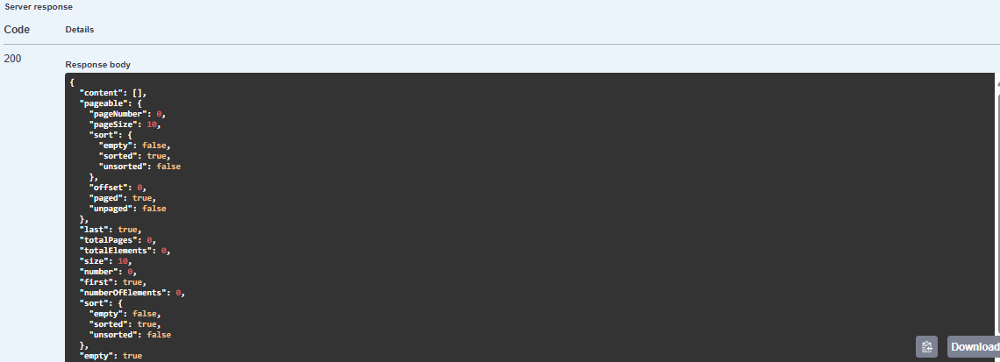 Server response
Code Details
200
Response body
{
  "content": [],
  "pageable": {
    "pageNumber": 0,
    "pageSize": 10,
    "sort": {
      "empty": false,
      "sorted": true,
      "unsorted": false
    },
    "offset": 0,
    "paged": true,
    "unpaged": false
  },
  "last": true,
  "totalPages": 0,
  "totalElements": 0,
  "size": 10,
  "number": 0,
  "first": true,
  "numberOfElements": 0,
  "sort": {
    "empty": false,
    "sorted": true,
    "unsorted": false
  },
  "empty": true
Download